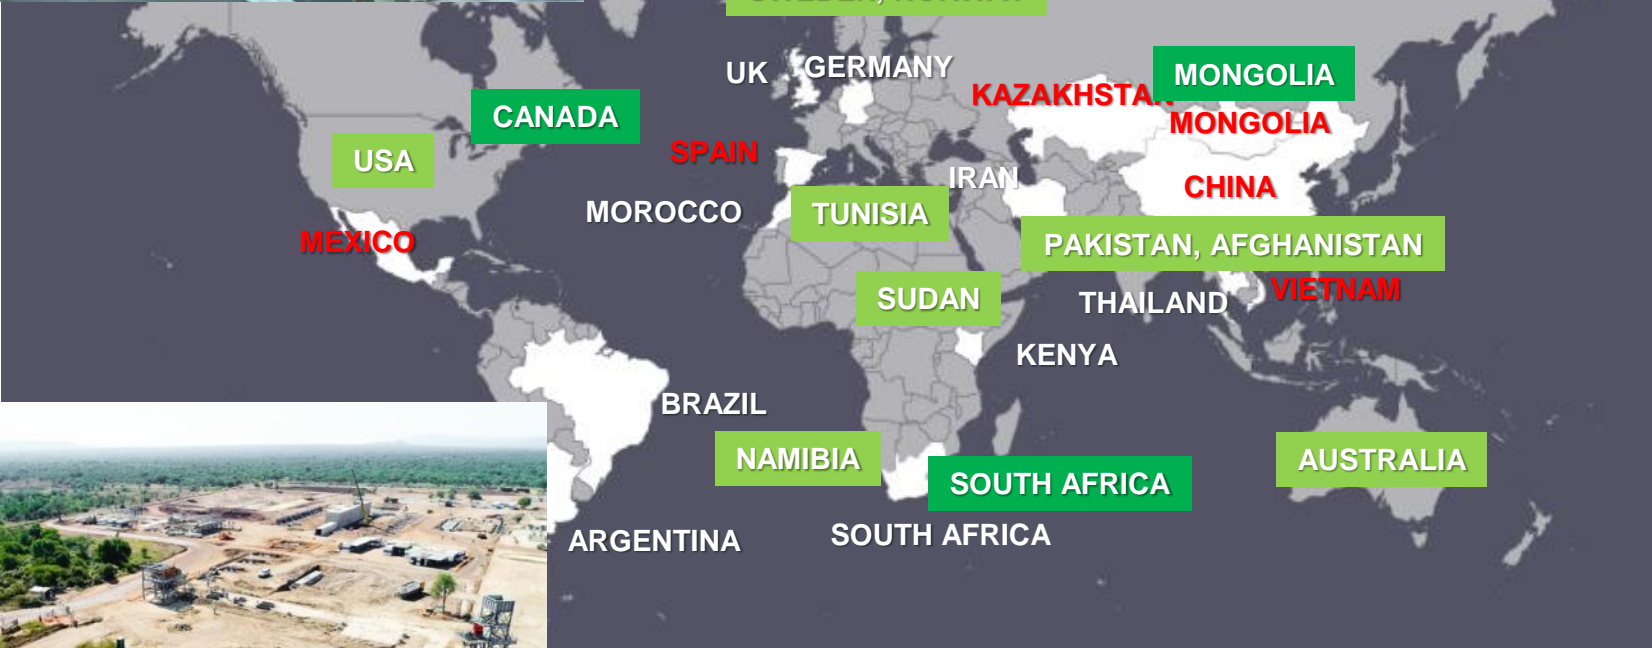 UK
GERMANY
MONGOLIA
KAZAKHSTAN
CANADA
MONGOLIA
USA
SPAIN
IRAN
CHINA
MOROCCO
TUNISIA
MEXICO
PAKISTAN, AFGHANISTAN
SUDAN
THAILAND
VIETNAM
KENYA
BRAZIL
NAMIBIA
AUSTRALIA
SOUTH AFRICA
ARGENTINA
SOUTH AFRICA